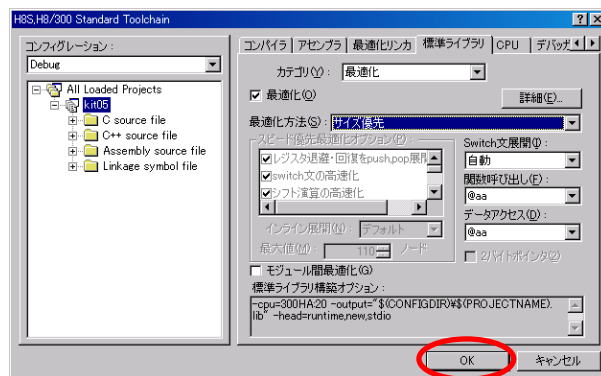 H8S,H8/300 Standard Toolchain
コンフィグレーション :
Debug
All Loaded Projects
kit05
C source file
C++ source file
Assembly source file
Linkage symbol file
コンパイラ アセンブラ 最適化リンカ 標準ライブラリ CPU デバッガ
カテゴリ(Y) : 最適化
最適化(O)
詳細(E)...
最適化方法(S) : サイズ優先
スピード優先最適化オプション(P) :
レジスタ退避・回復をpush,pop展開
switch文の高速化
シフト演算の高速化
インライン展開(N) : デフォルト
最大値(M) : 110 ノード
Switch文展開(I) :
自動
関数呼び出し(F) :
@aa
データアクセス(D) :
@aa
2バイトポインタ(2)
モジュール間最適化(G)
標準ライブラリ構築オプション :
-cpu=300HA:20 -output="$(CONFIGDIR)¥$(PROJECTNAME).
lib" -head=runtime,new,stdio
OK キャンセル